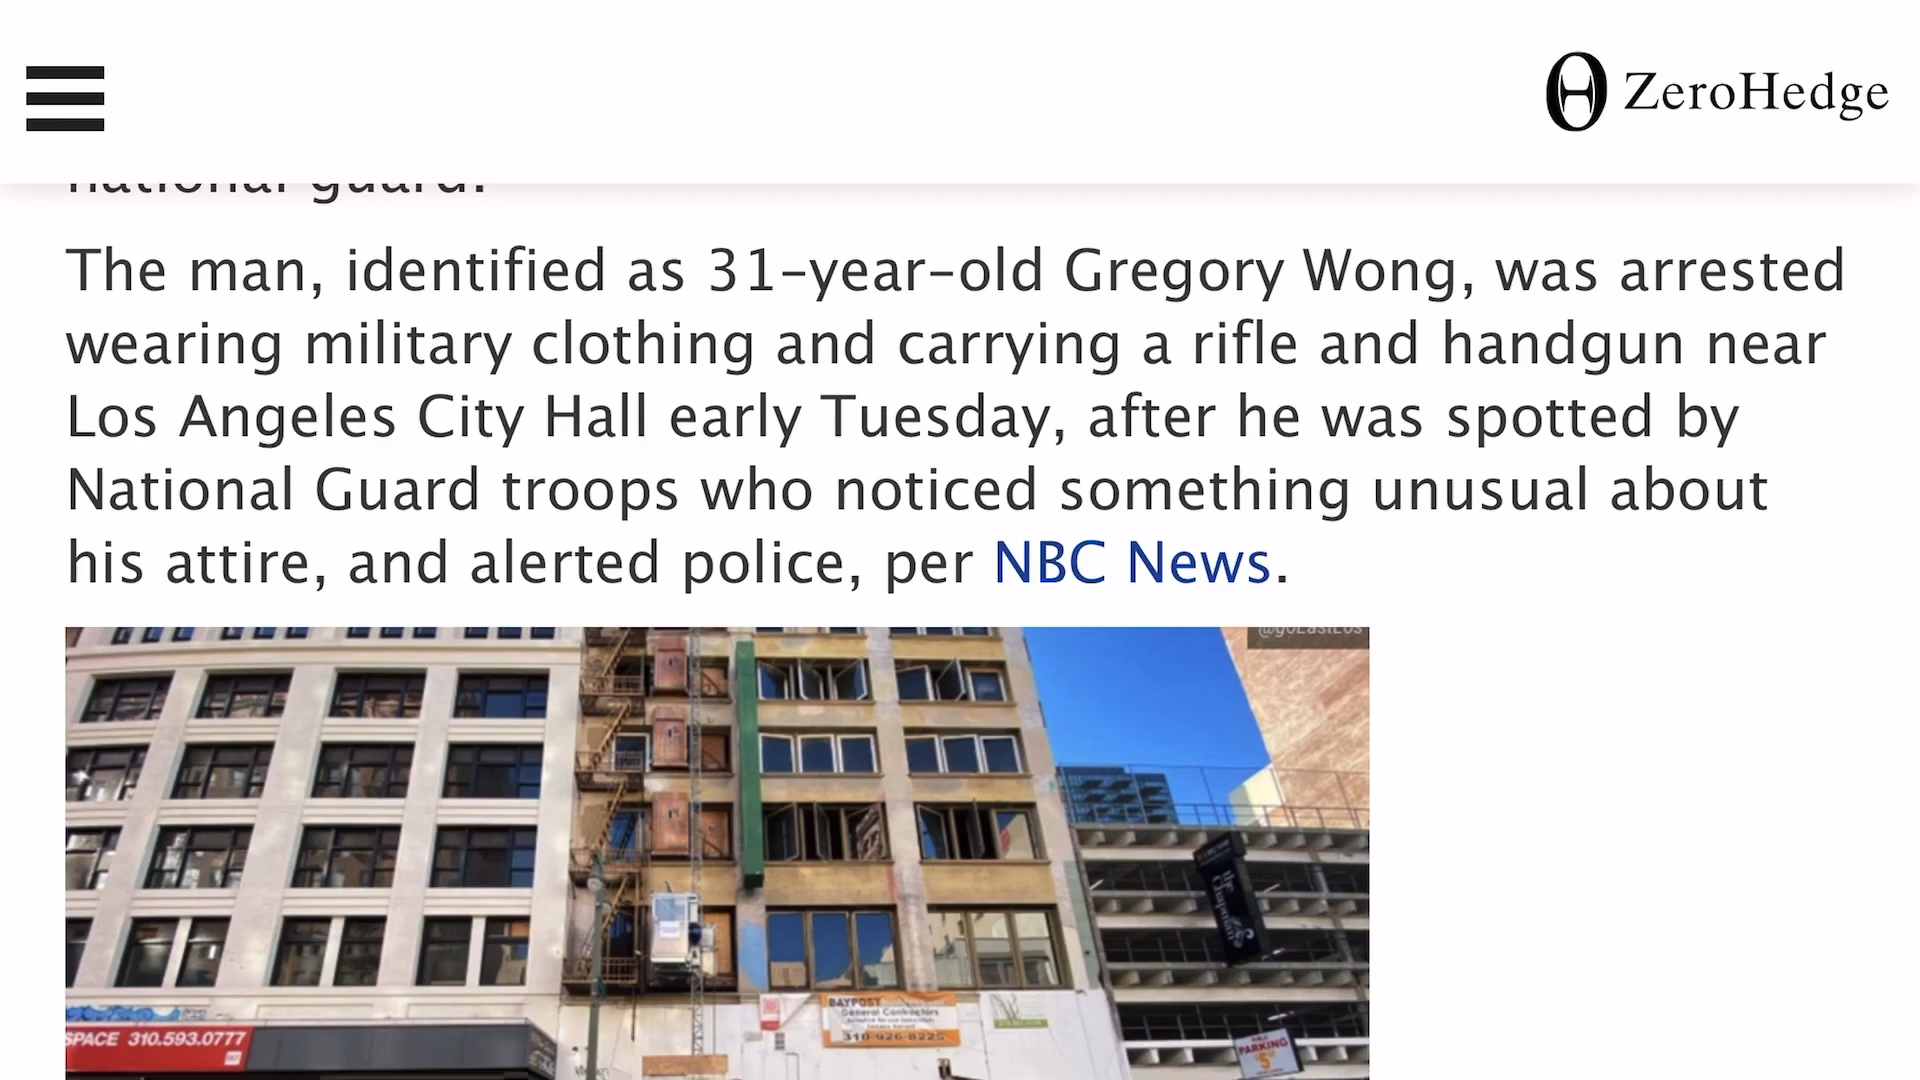 ZeroHedge
national guard.
The man, identified as 31-year-old Gregory Wong, was arrested
wearing military clothing and carrying a rifle and handgun near
Los Angeles City Hall early Tuesday, after he was spotted by
National Guard troops who noticed something unusual about
his attire, and alerted police, per NBC News.
@goEastLos
the
SPACE 310.593.0777
BAYPOST
General Contractors
310-926-8225
PARKING
$5